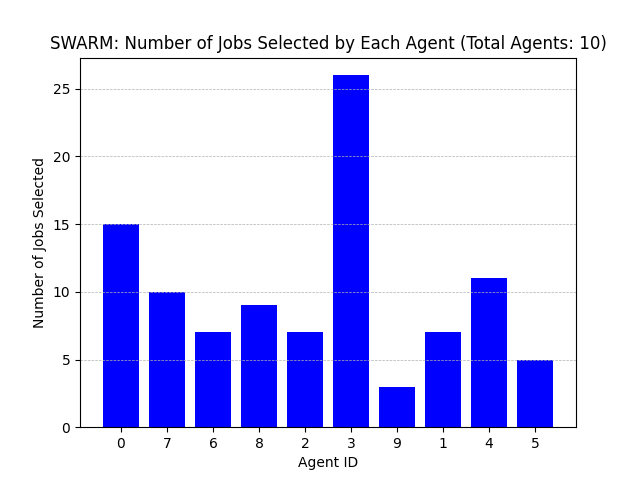 SWARM: Number of Jobs Selected by Each Agent (Total Agents: 10)
Number of Jobs Selected
25
20
15
10
5
0
0 7 6 8 2 3 9 1 4 5
Agent ID